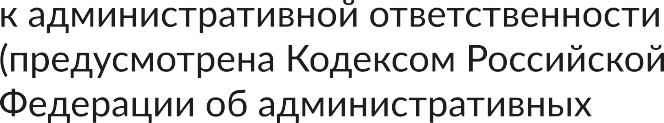 к административной ответственности
(предусмотрена Кодексом Российской
Федерации об административных